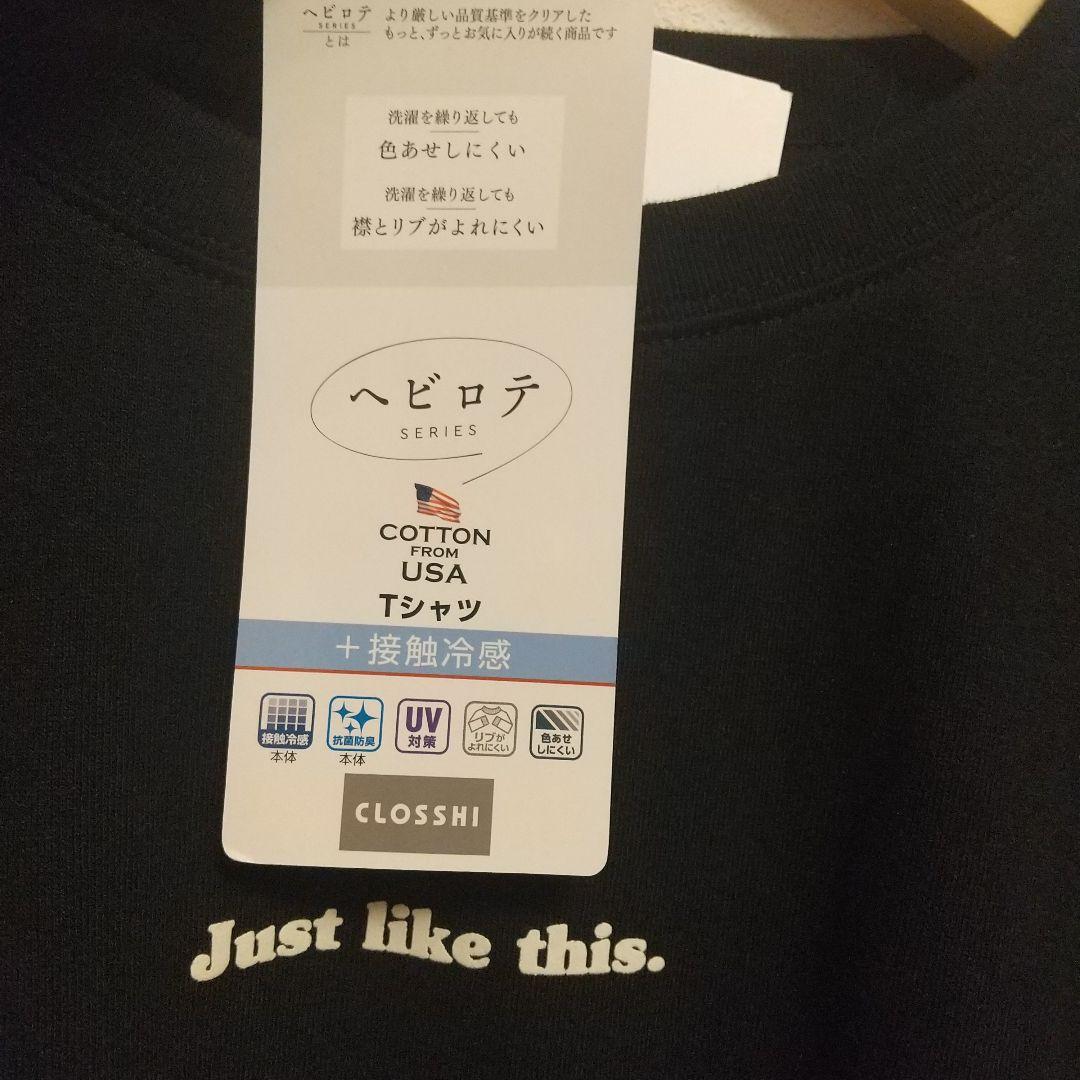 ヘビロテ
SERIES
とは
より厳しい品質基準をクリアした
もっと、ずっとお気に入りが続く商品です
洗濯を繰り返しても
色あせしにくい
洗濯を繰り返しても
襟とリブがよれにくい
ヘビロテ
SERIES
COTTON
FROM
USA
Tシャツ
＋接触冷感
接触冷感
本体
抗菌防臭
本体
UV
対策
リブが
よれにくい
色あせ
しにくい
CLOSSHI
Just like this.